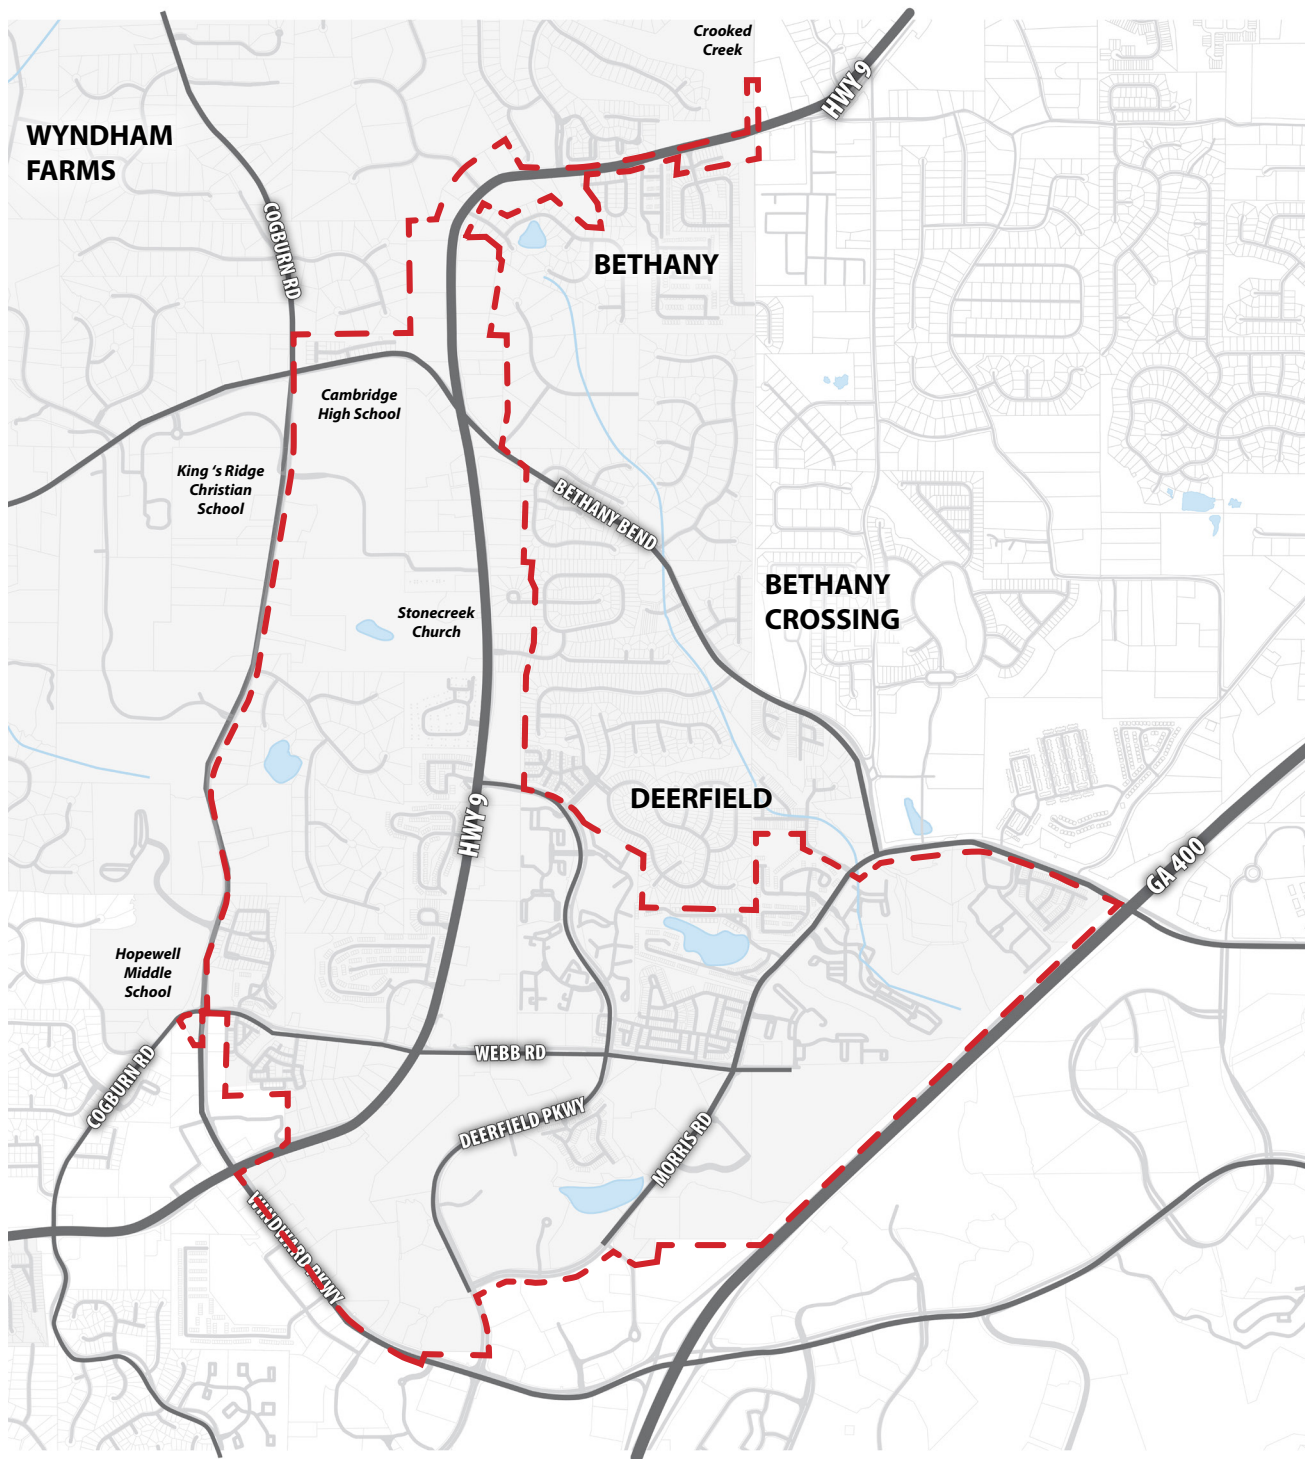 Crooked
Creek
HWY 9
WYNDHAM
FARMS
COGBURN RD
BETHANY
Cambridge
High School
King 's Ridge
Christian
School
BETHANY BEND
BETHANY
CROSSING
Stonecreek
Church
DEERFIELD
HWY 9
GA 400
Hopewell
Middle
School
WEBB RD
COGBURN RD
DEERFIELD PKWY
MORRIS RD
WINDWARD PKWY